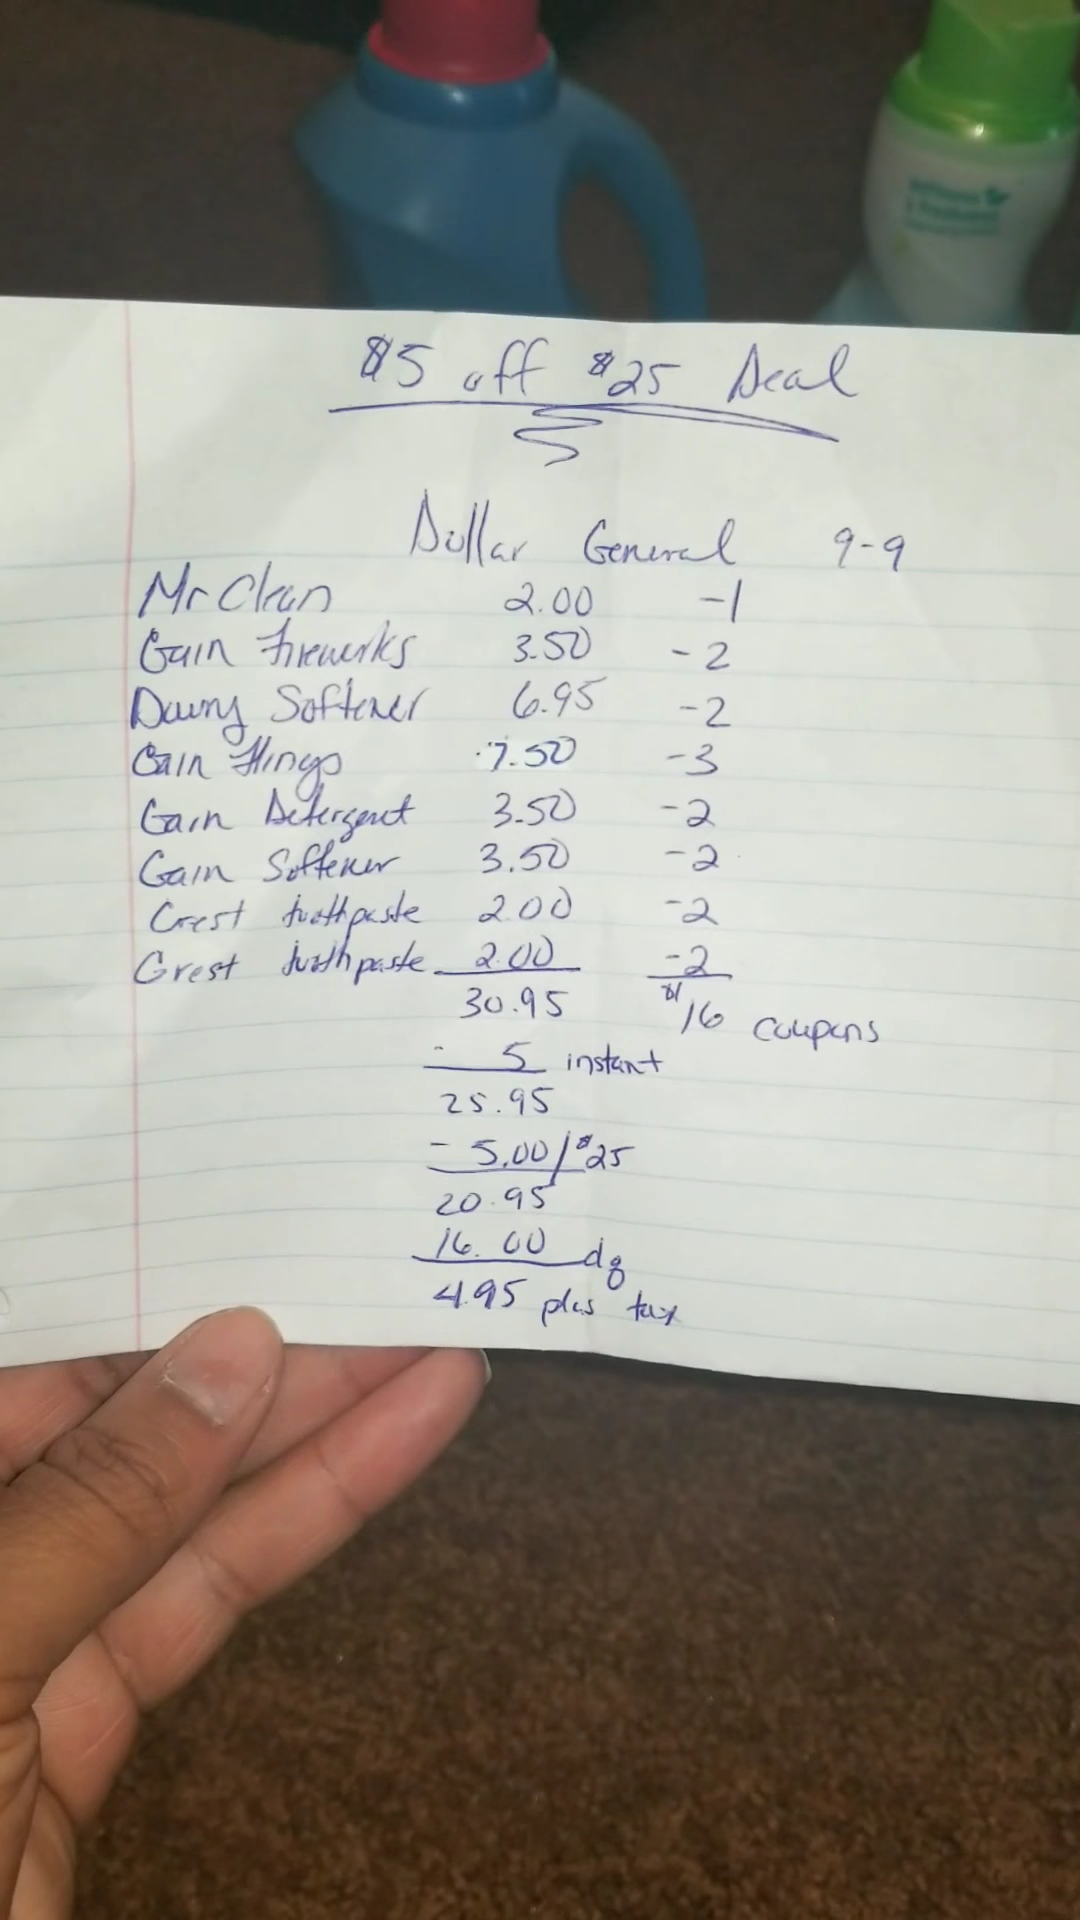 $5 off $25 Deal
Dollar General 9-9
Mr Clean 2.00 -1
Gain Fireworks 3.50 -2
Downy Softener 6.95 -2
Gain Flings 7.50 -3
Gain Detergent 3.50 -2
Gain Softener 3.50 -2
Crest toothpaste 2.00 -2
Crest toothpaste 2.00 -2
30.95 $16 coupons
- 5 instant
25.95
- 5.00/$25
20.95
16.00 dg
4.95 plus tax